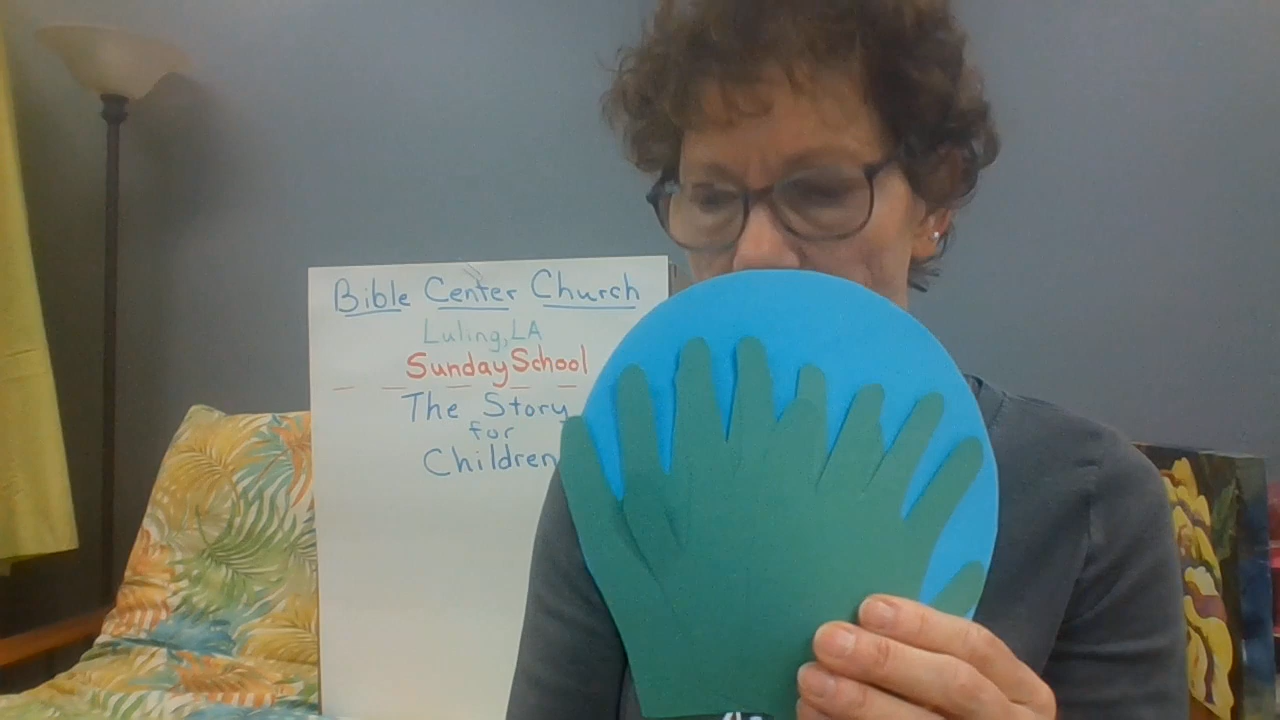 Bible Center Church
Luling, LA
Sunday School
The Story
for
Children